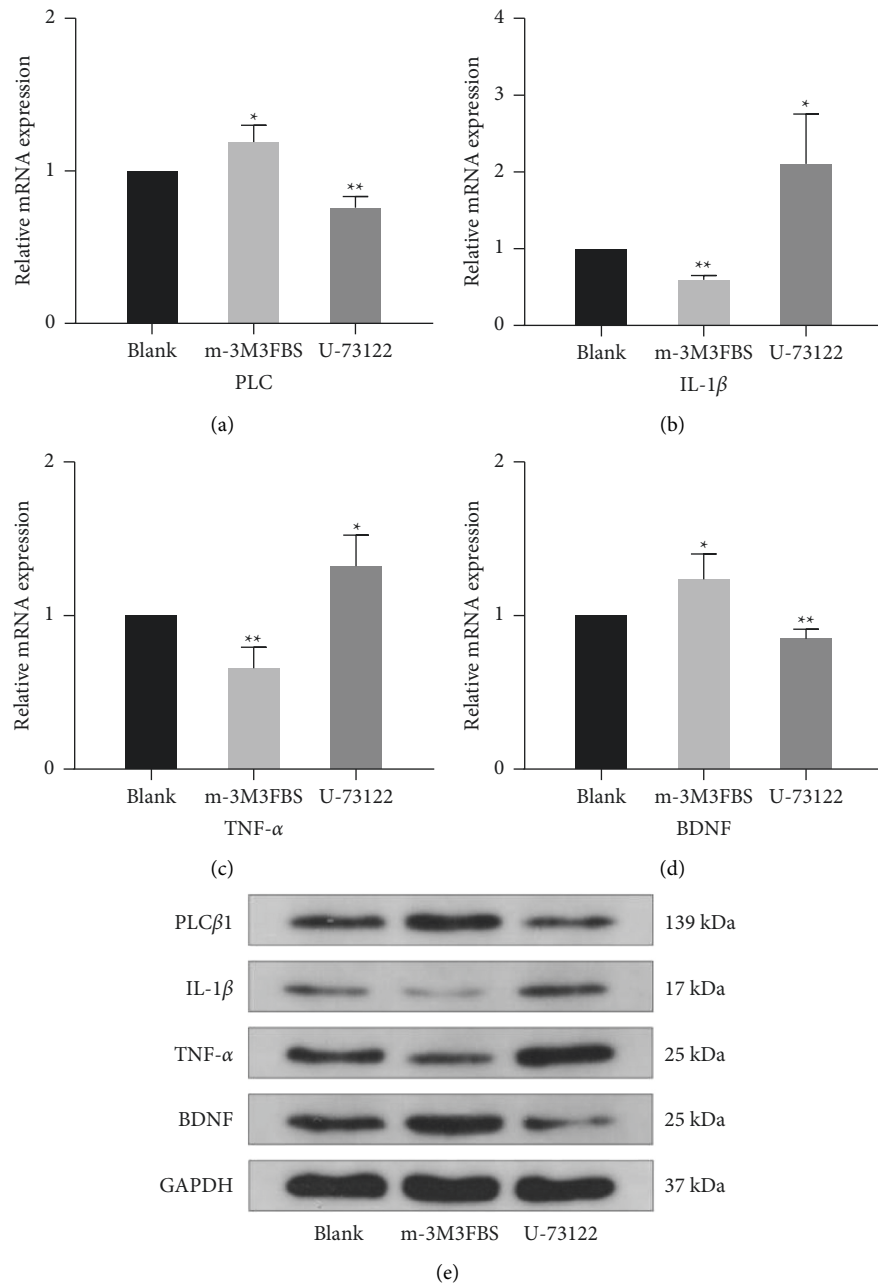 2
1
0
Relative mRNA expression
*
**
Blank m-3M3FBS U-73122
PLC
(a)
4
3
2
1
0
Relative mRNA expression
**
*
Blank m-3M3FBS U-73122
IL-1β
(b)
2
1
0
Relative mRNA expression
**
*
Blank m-3M3FBS U-73122
TNF-α
(c)
2
1
0
Relative mRNA expression
*
**
Blank m-3M3FBS U-73122
BDNF
(d)
PLCβ1 139 kDa
IL-1β 17 kDa
TNF-α 25 kDa
BDNF 25 kDa
GAPDH 37 kDa
Blank m-3M3FBS U-73122
(e)